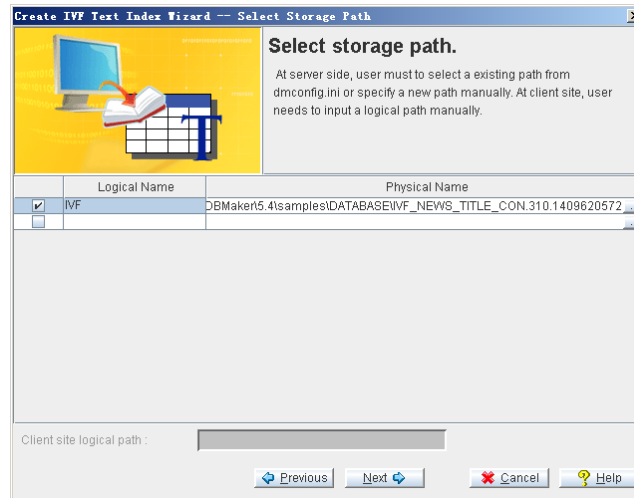 Create IVF Text Index Wizard -- Select Storage Path
Select storage path.
At server side, user must to select a existing path from
dmconfig.ini or specify a new path manually. At client site, user
needs to input a logical path manually.
Logical Name Physical Name
IVF DBMaker\5.4\samples\DATABASE\IVF_NEWS_TITLE_CON.310.1409620572 ...
...
Client site logical path :
Previous Next Cancel Help